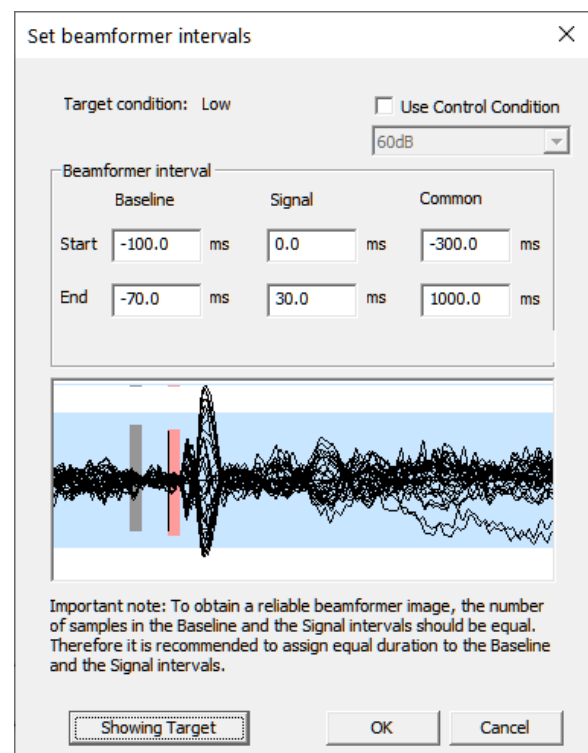 Set beamformer intervals
Target condition: Low
Use Control Condition
60dB
Beamformer interval
Baseline Signal Common
Start -100.0 ms 0.0 ms -300.0 ms
End -70.0 ms 30.0 ms 1000.0 ms
Important note: To obtain a reliable beamformer image, the number
of samples in the Baseline and the Signal intervals should be equal.
Therefore it is recommended to assign equal duration to the Baseline
and the Signal intervals.
Showing Target OK Cancel